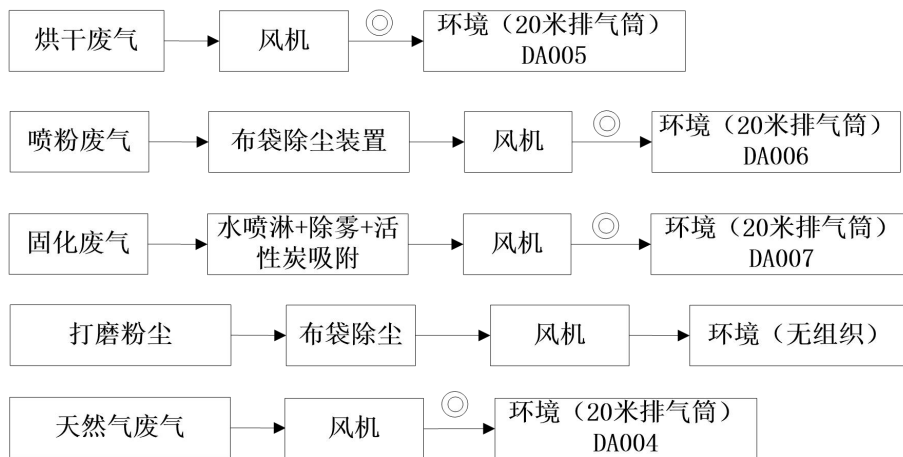 烘干废气
风机
环境（20米排气筒）
DA005
喷粉废气
布袋除尘装置
风机
环境（20米排气筒）
DA006
固化废气
水喷淋+除雾+活
性炭吸附
风机
环境（20米排气筒）
DA007
打磨粉尘
布袋除尘
风机
环境（无组织）
天然气废气
风机
环境（20米排气筒）
DA004